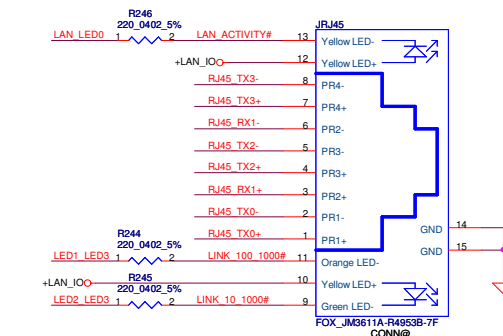 R246 JRJ45
220_0402_5%
LAN_LED0 1 2 LAN_ACTIVITY# 13 Yellow LED-
+LAN_IO 12 Yellow LED+
RJ45_TX3- 8 PR4-
RJ45_TX3+ 7 PR4+
RJ45_RX1- 6 PR2-
RJ45_TX2- 5 PR3-
RJ45_TX2+ 4 PR3+
RJ45_RX1+ 3 PR2+
RJ45_TX0- 2 PR1-
GND 14
RJ45_TX0+ 1 PR1+
R244
220_0402_5%
GND 15
LED1_LED3 1 2 LINK_100_1000# 11 Orange LED-
R245
+LAN_IO 10 Yellow LED+
220_0402_5%
LED2_LED3 1 2 LINK_10_1000# 9 Green LED-
FOX_JM3611A-R4953B-7F
CONN@